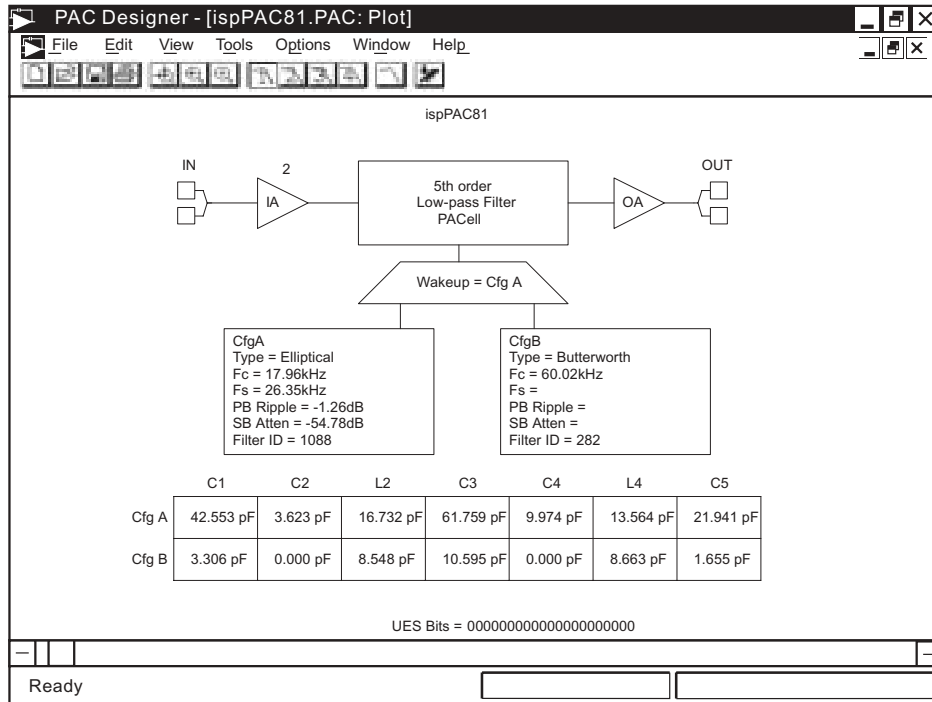 PAC Designer - [ispPAC81.PAC: Plot]
File Edit View Tools Options Window Help
ispPAC81
IN
2
OUT
IA
5th order
Low-pass Filter
PACell
OA
Wakeup = Cfg A
CfgA
Type = Elliptical
Fc = 17.96kHz
Fs = 26.35kHz
PB Ripple = -1.26dB
SB Atten = -54.78dB
Filter ID = 1088
CfgB
Type = Butterworth
Fc = 60.02kHz
Fs =
PB Ripple =
SB Atten =
Filter ID = 282
C1 C2 L2 C3 C4 L4 C5
Cfg A 42.553 pF 3.623 pF 16.732 pF 61.759 pF 9.974 pF 13.564 pF 21.941 pF
Cfg B 3.306 pF 0.000 pF 8.548 pF 10.595 pF 0.000 pF 8.663 pF 1.655 pF
UES Bits = 000000000000000000000
Ready